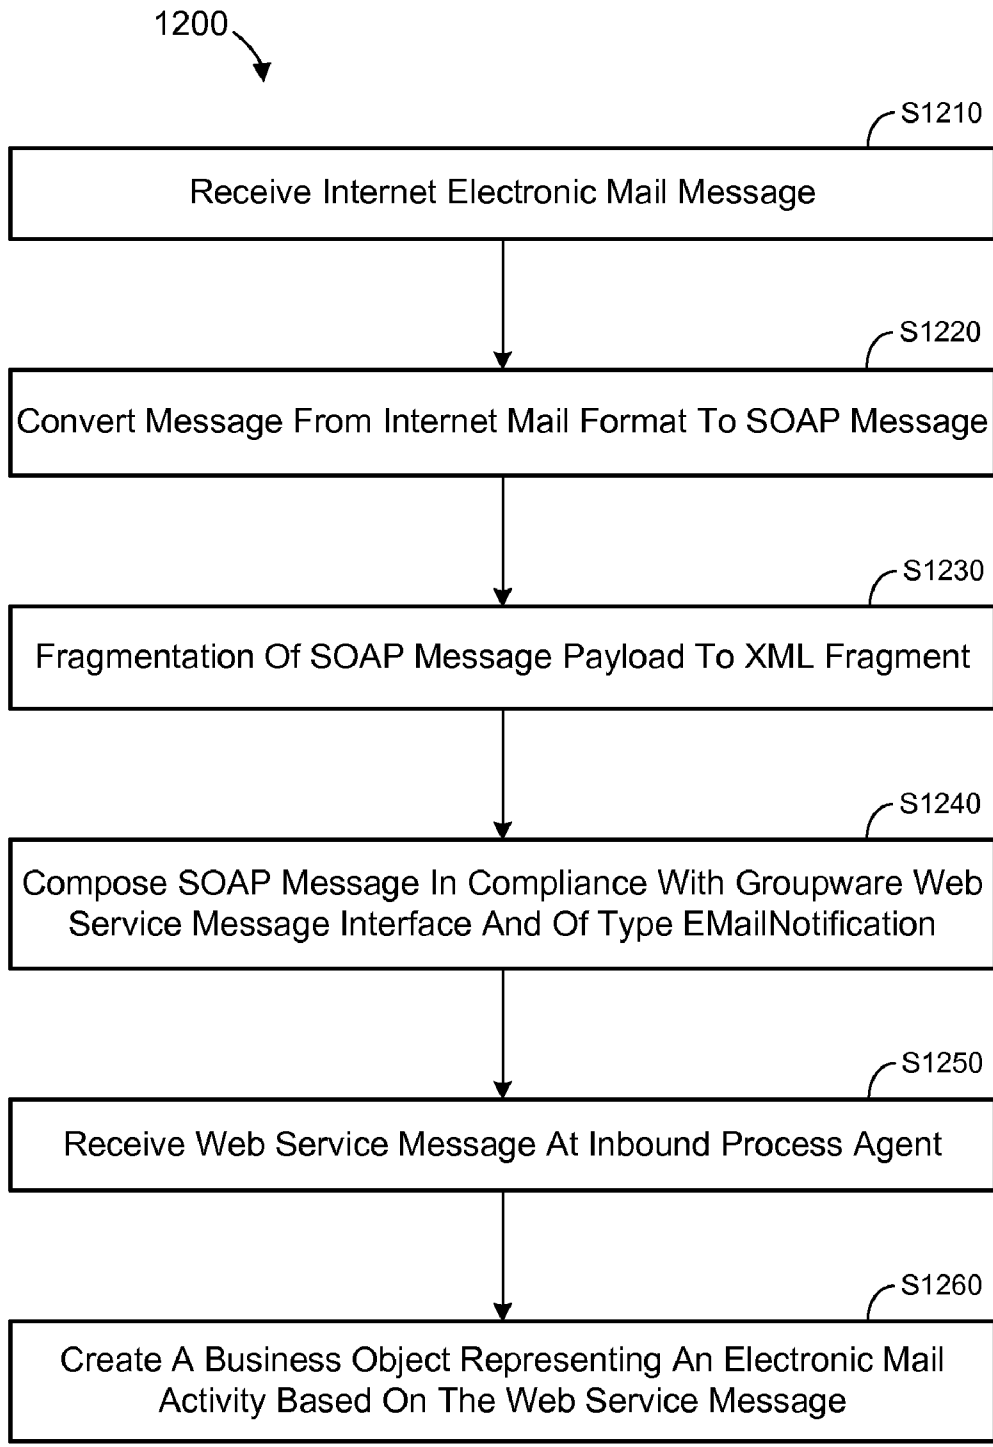 1200
S1210
Receive Internet Electronic Mail Message
S1220
Convert Message From Internet Mail Format To SOAP Message
S1230
Fragmentation Of SOAP Message Payload To XML Fragment
S1240
Compose SOAP Message In Compliance With Groupware Web
Service Message Interface And Of Type EMailNotification
S1250
Receive Web Service Message At Inbound Process Agent
S1260
Create A Business Object Representing An Electronic Mail
Activity Based On The Web Service Message